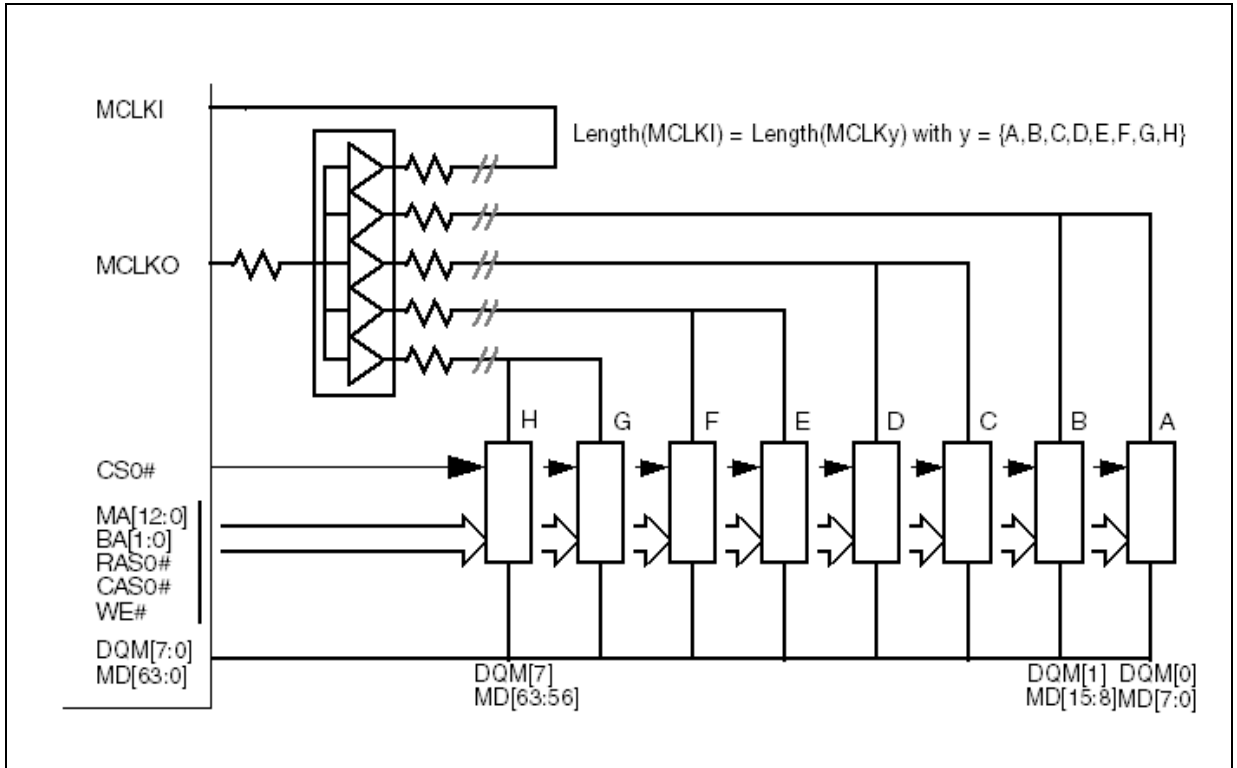 MCLKI
Length(MCLKI) = Length(MCLKy) with y = {A,B,C,D,E,F,G,H}
MCLKO
H G F E D C B A
CS0#
MA[12:0]
BA[1:0]
RAS0#
CAS0#
WE#
DQM[7:0]
MD[63:0]
DQM[7]
MD[63:56]
DQM[1] DQM[0]
MD[15:8] MD[7:0]